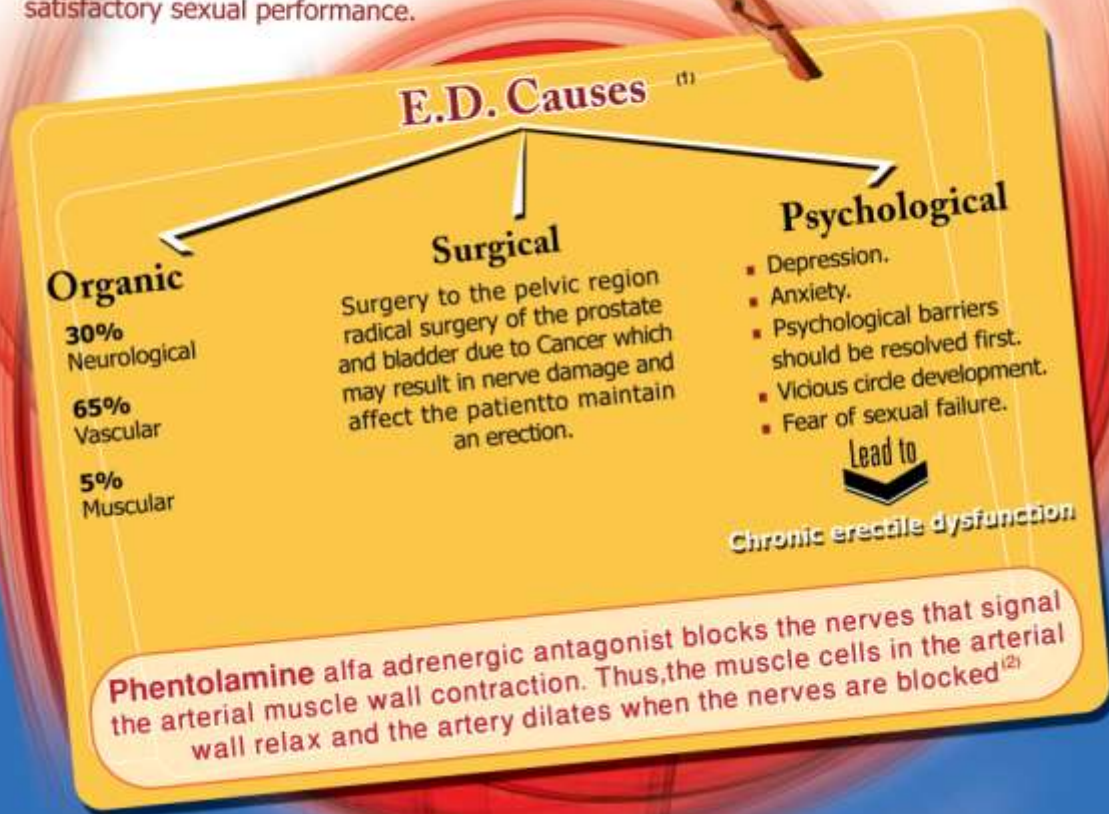 satisfactory sexual performance.
E.D. Causes (1)
Organic
30%
Neurological
65%
Vascular
5%
Muscular
Surgical
Surgery to the pelvic region
radical surgery of the prostate
and bladder due to Cancer which
may result in nerve damage and
affect the patientto maintain
an erection.
Psychological
▪ Depression.
▪ Anxiety.
▪ Psychological barriers
should be resolved first.
▪ Vicious circle development.
▪ Fear of sexual failure.
Lead to
Chronic erectile dysfunction
Phentolamine alfa adrenergic antagonist blocks the nerves that signal
the arterial muscle wall contraction. Thus,the muscle cells in the arterial
wall relax and the artery dilates when the nerves are blocked(2)